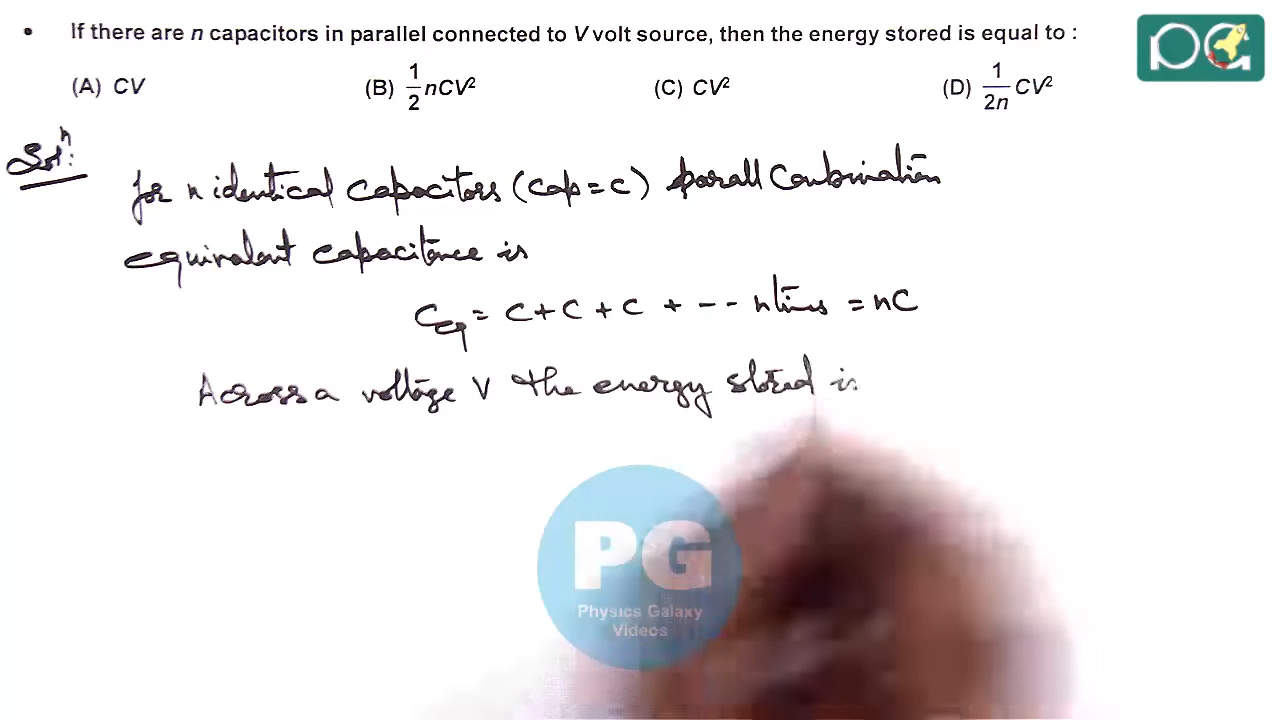 • If there are n capacitors in parallel connected to V volt source, then the energy stored is equal to :
(A) CV (B) 1/2 nCV² (C) CV² (D) 1/2n CV²
Solⁿ:
for n identical capacitors (cap = C) parall Combination
equivalent capacitance is
Ceq = C + C + C + -- n times = nC
Across a voltage V the energy stored is
PG
Physics Galaxy
Videos